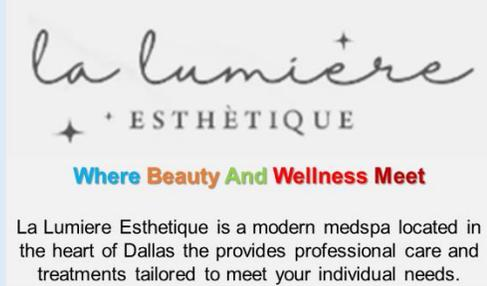 la lumière
ESTHÈTIQUE
Where Beauty And Wellness Meet
La Lumiere Esthetique is a modern medspa located in
the heart of Dallas the provides professional care and
treatments tailored to meet your individual needs.